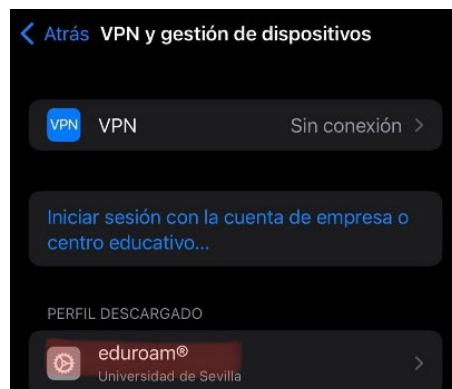 Atrás VPN y gestión de dispositivos
VPN VPN Sin conexión
Iniciar sesión con la cuenta de empresa o
centro educativo...
PERFIL DESCARGADO
eduroam®
Universidad de Sevilla